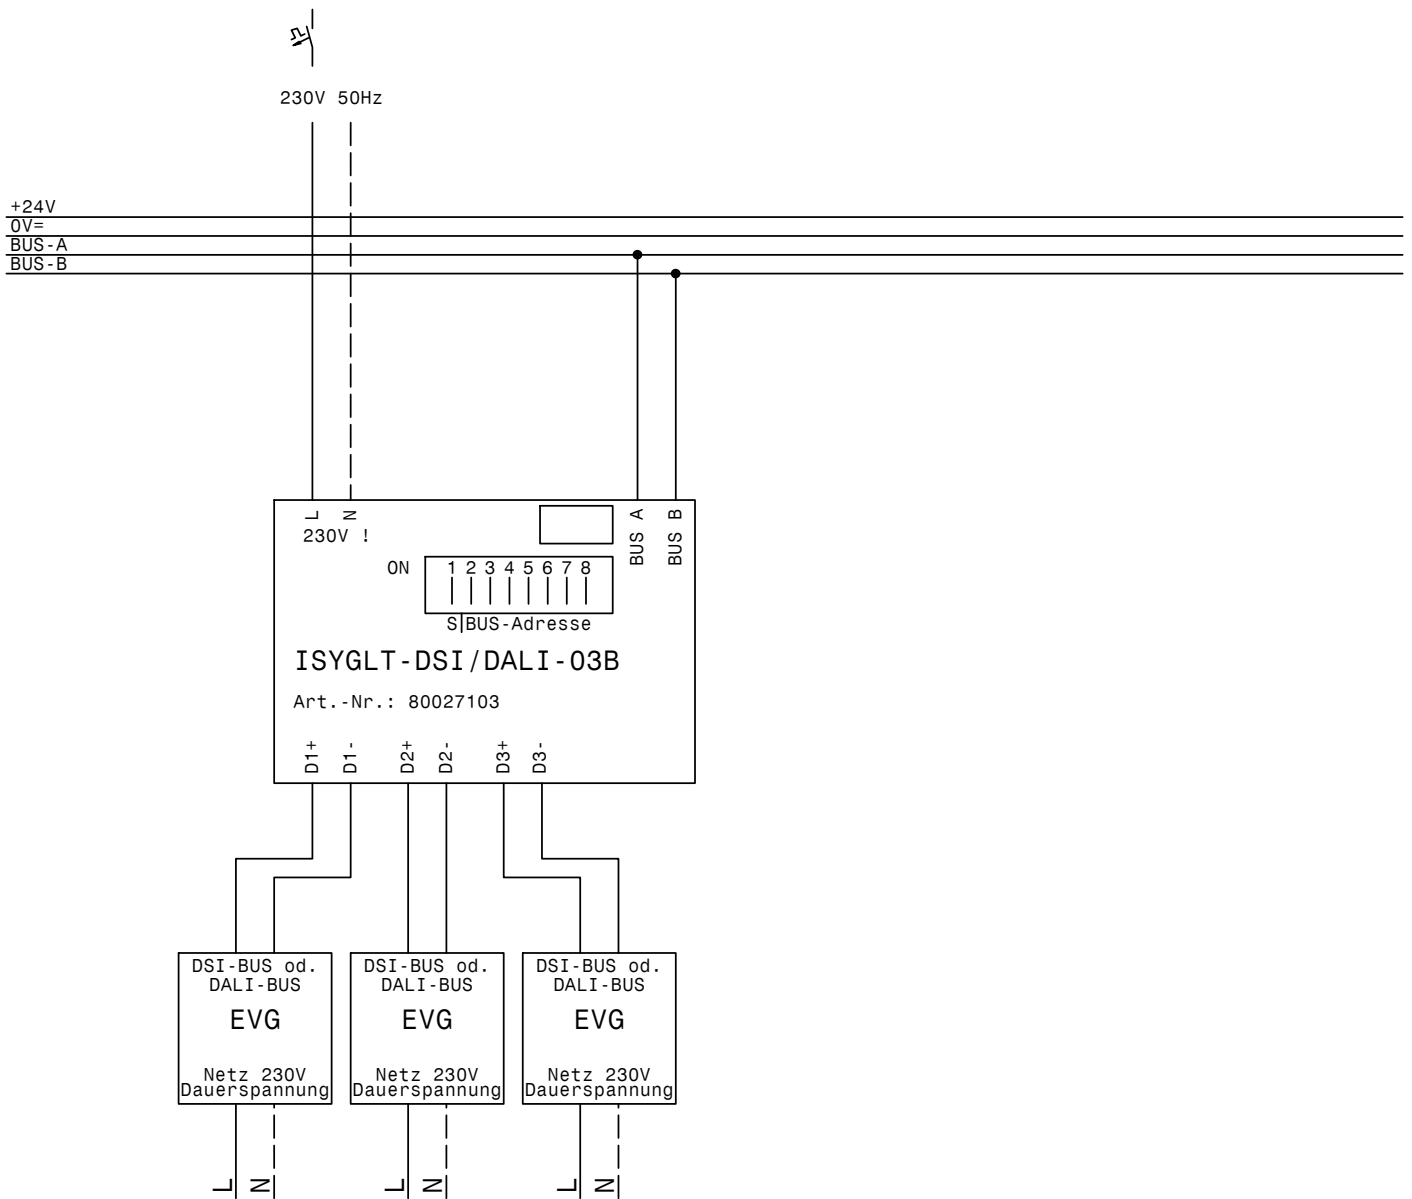 230V 50Hz
+24V
0V=
BUS-A
BUS-B
L N BUS A BUS B
230V !
ON 1 2 3 4 5 6 7 8
S|BUS-Adresse
ISYGLT-DSI/DALI-03B
Art.-Nr.: 80027103
D1+ D1- D2+ D2- D3+ D3-
DSI-BUS od.
DALI-BUS
EVG
Netz 230V
Dauerspannung
L N
DSI-BUS od.
DALI-BUS
EVG
Netz 230V
Dauerspannung
L N
DSI-BUS od.
DALI-BUS
EVG
Netz 230V
Dauerspannung
L N